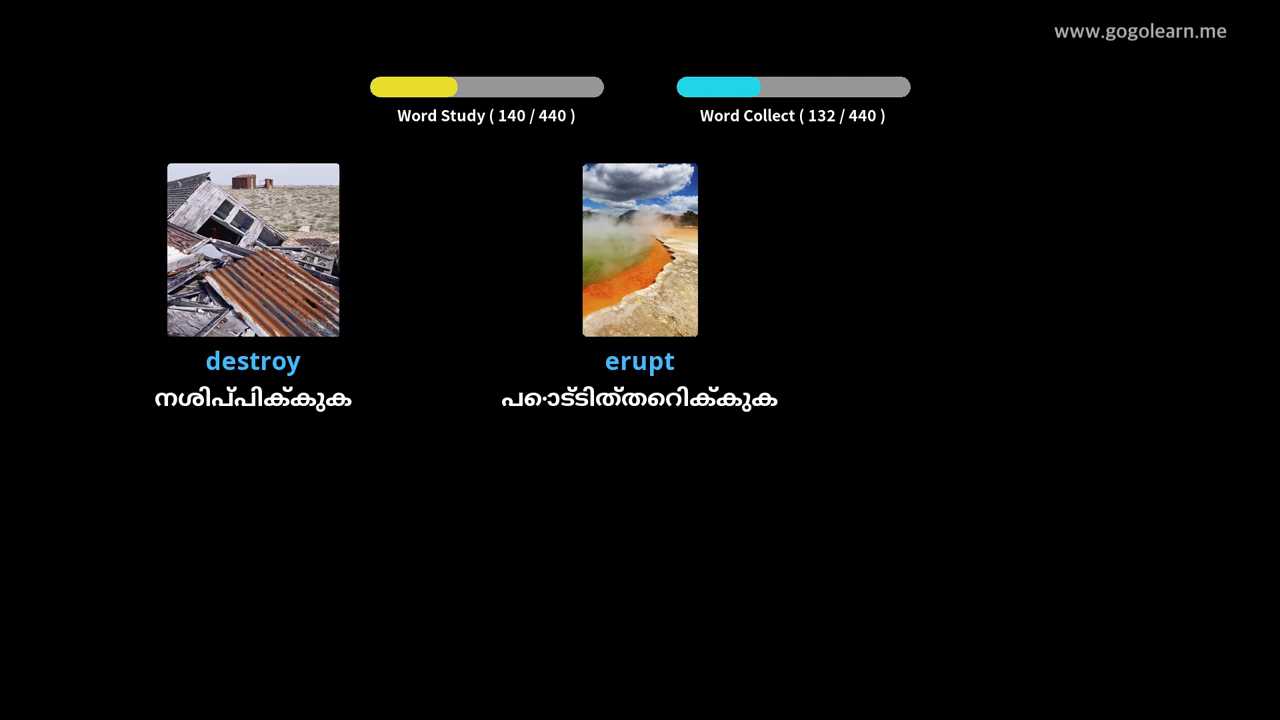 www.gogolearn.me
Word Study ( 140 / 440 )
Word Collect ( 132 / 440 )
destroy
നശിപ്പിക്കുക
erupt
പൊട്ടിത്തെറിക്കുക